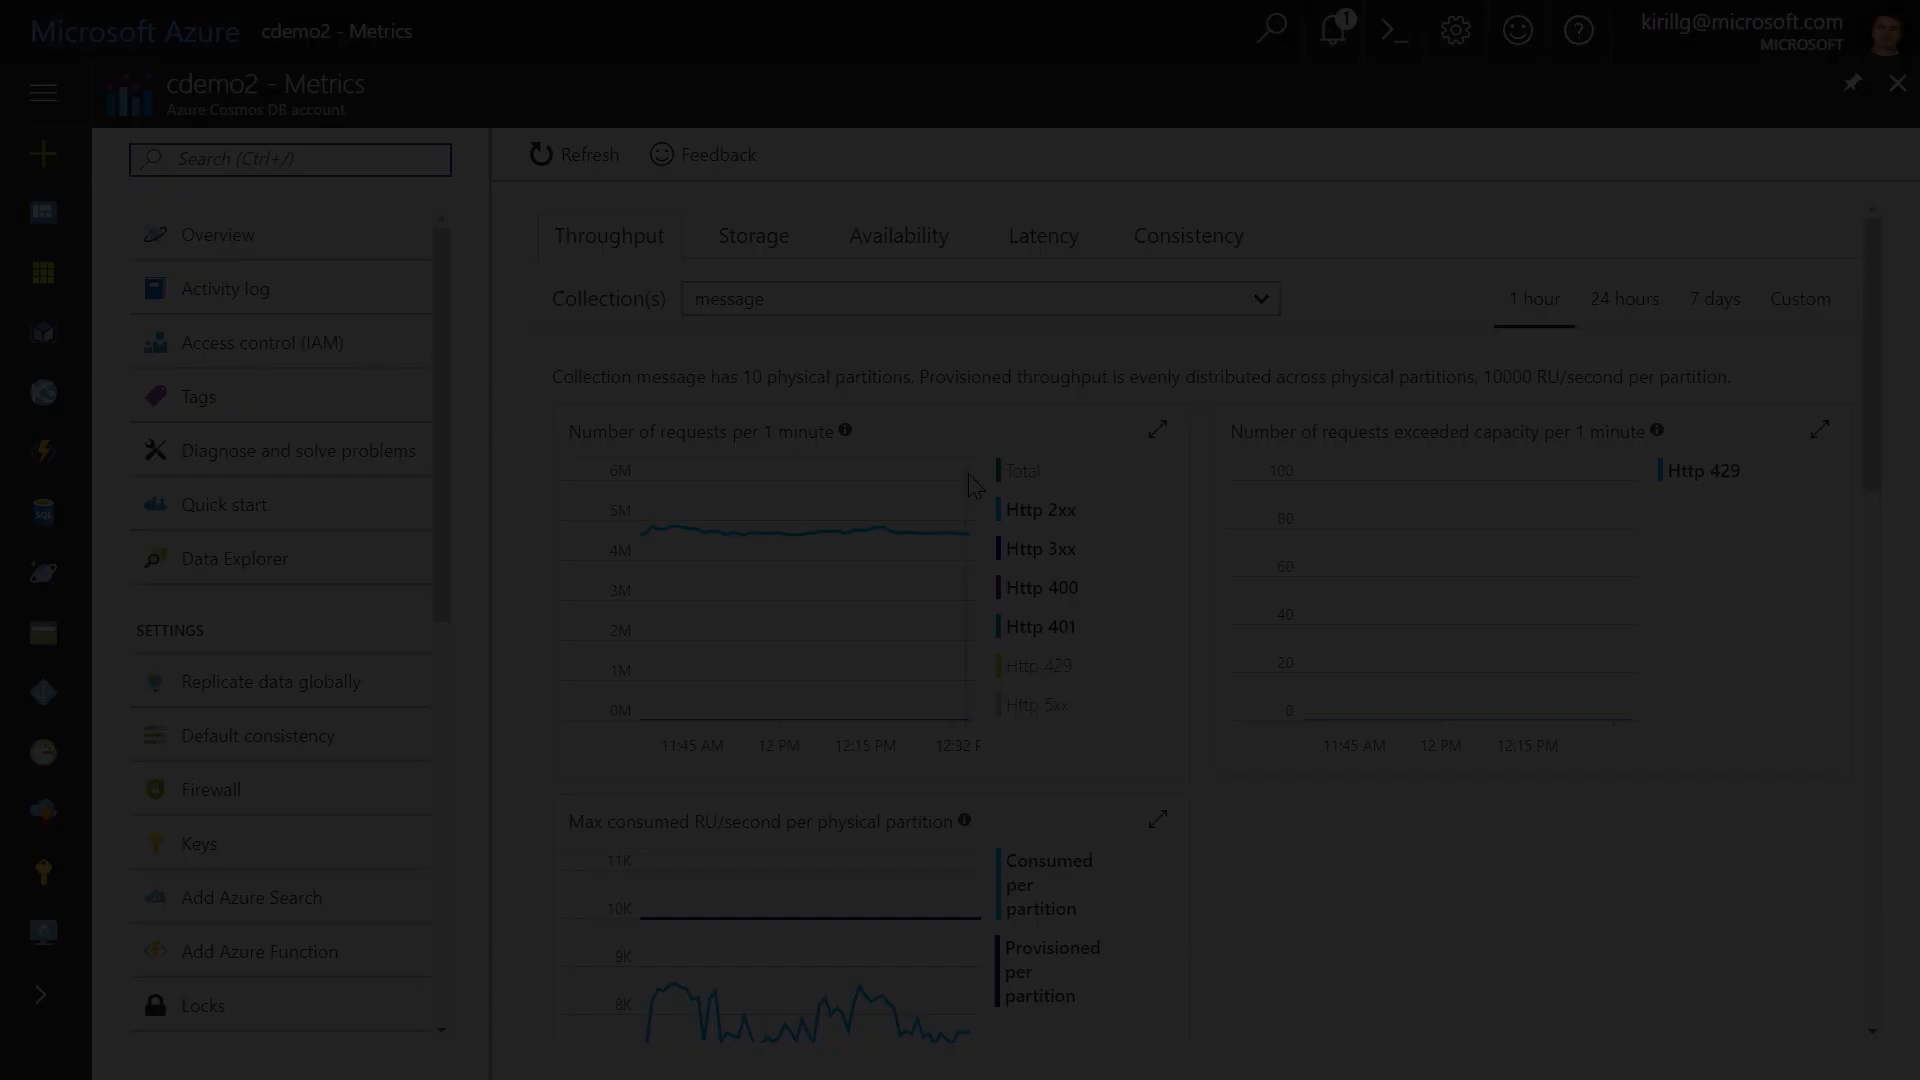 Microsoft Azure cdemo2 - Metrics
1
kirillg@microsoft.com
MICROSOFT
cdemo2 - Metrics
Azure Cosmos DB account
Search (Ctrl+/)
Overview
Activity log
Access control (IAM)
Tags
Diagnose and solve problems
Quick start
Data Explorer
SETTINGS
Replicate data globally
Default consistency
Firewall
Keys
Add Azure Search
Add Azure Function
Locks
SQL
Refresh Feedback
Throughput Storage Availability Latency Consistency
Collection(s) message 1 hour 24 hours 7 days Custom
Collection message has 10 physical partitions. Provisioned throughput is evenly distributed across physical partitions, 10000 RU/second per partition.
Number of requests per 1 minute
6M
5M
4M
3M
2M
1M
0M
11:45 AM 12 PM 12:15 PM 12:32 P
Total
Http 2xx
Http 3xx
Http 400
Http 401
Http 429
Http 5xx
Number of requests exceeded capacity per 1 minute
100
80
60
40
20
0
11:45 AM 12 PM 12:15 PM
Http 429
Max consumed RU/second per physical partition
11K
10K
9K
8K
Consumed
per
partition
Provisioned
per
partition